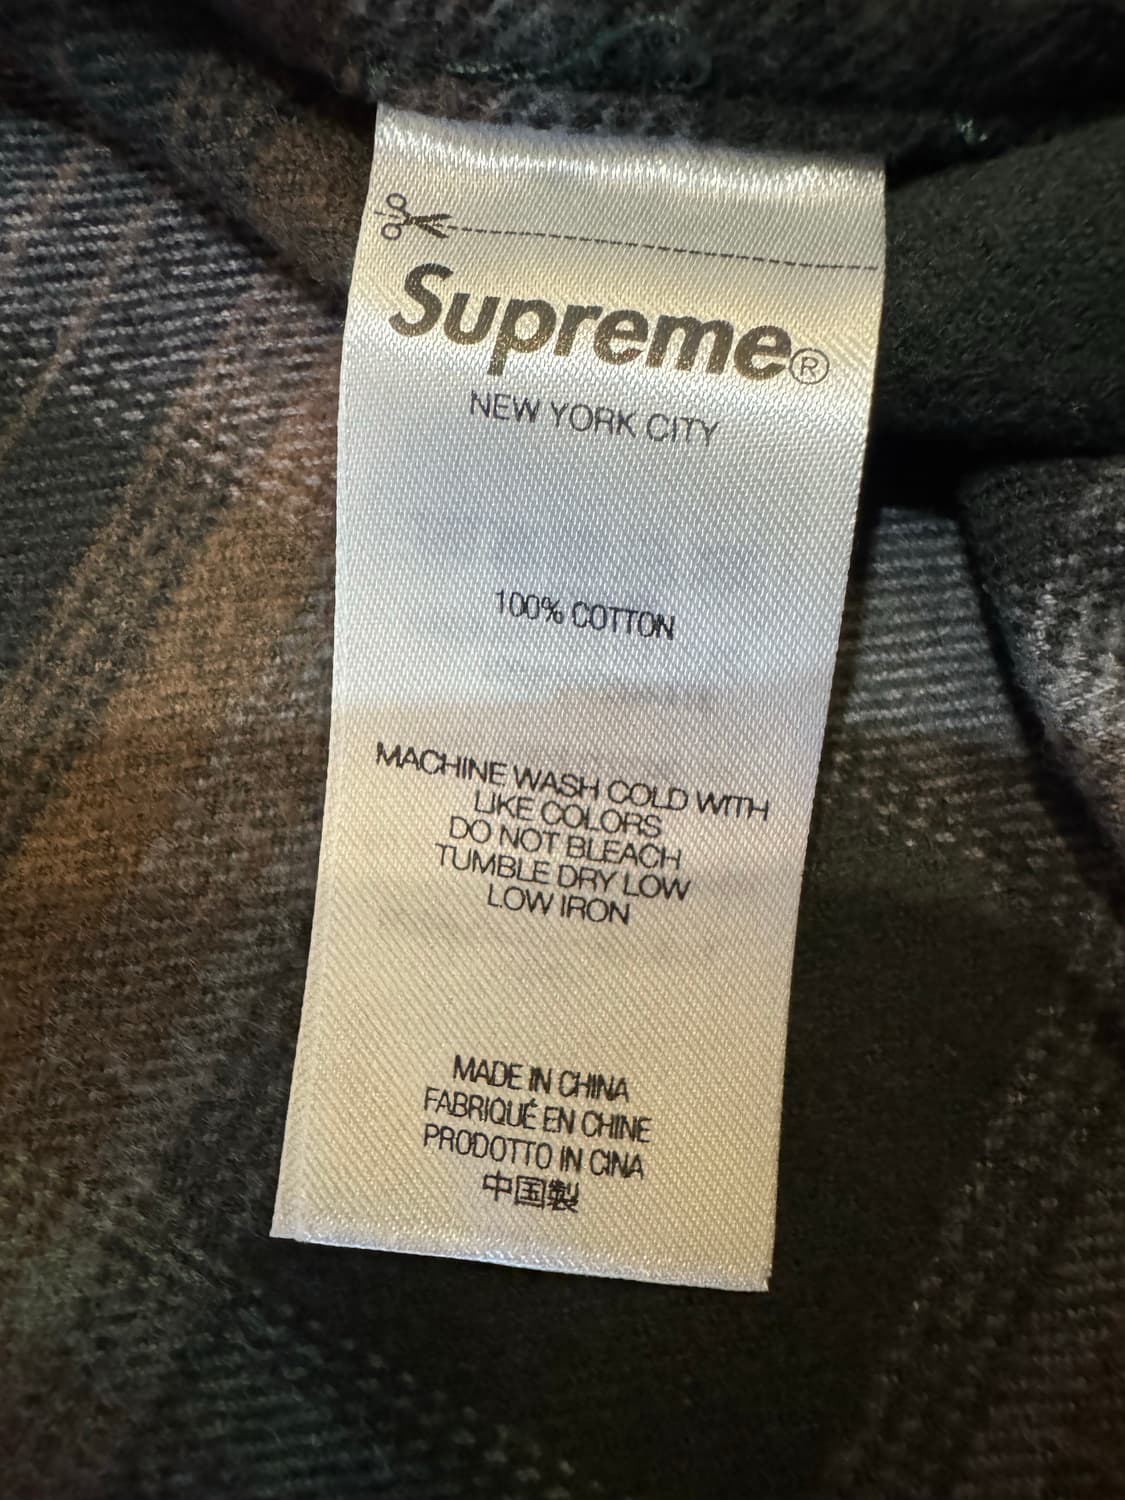 Supreme®
NEW YORK CITY
100% COTTON
MACHINE WASH COLD WITH
LIKE COLORS
DO NOT BLEACH
TUMBLE DRY LOW
LOW IRON
MADE IN CHINA
FABRIQUÉ EN CHINE
PRODOTTO IN CINA
中国製